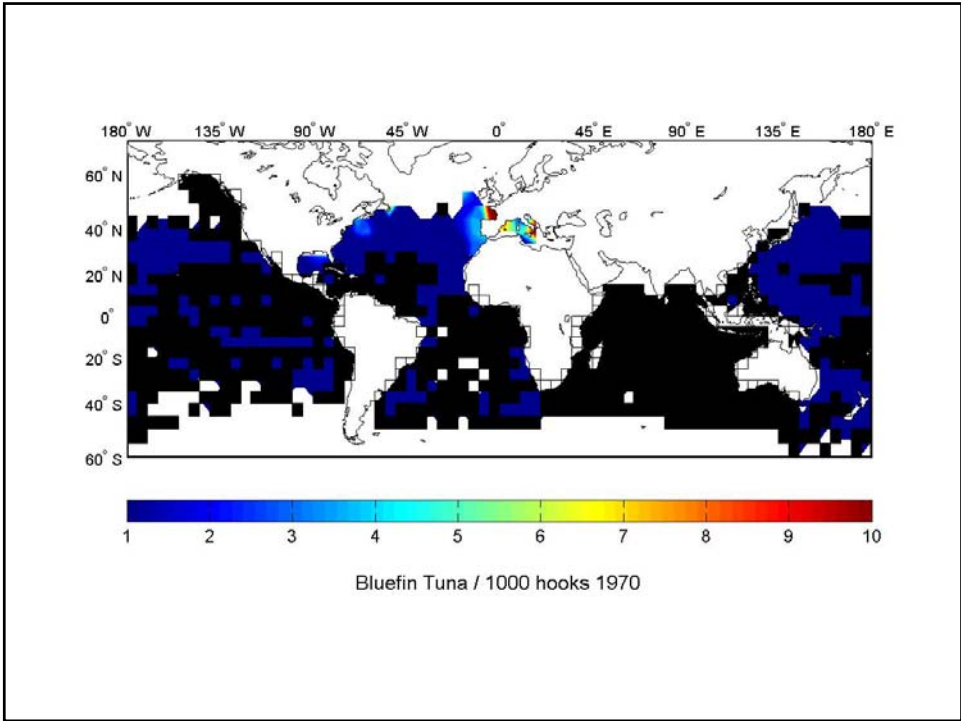 180° W 135° W 90° W 45° W 0° 45° E 90° E 135° E 180° E
60° N
40° N
20° N
0°
20° S
40° S
60° S
1 2 3 4 5 6 7 8 9 10
Bluefin Tuna / 1000 hooks 1970